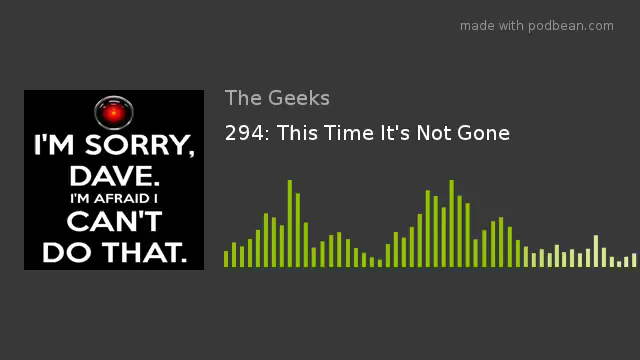 made with podbean.com
The Geeks
294: This Time It's Not Gone
I'M SORRY,
DAVE.
I'M AFRAID I
CAN'T
DO THAT.